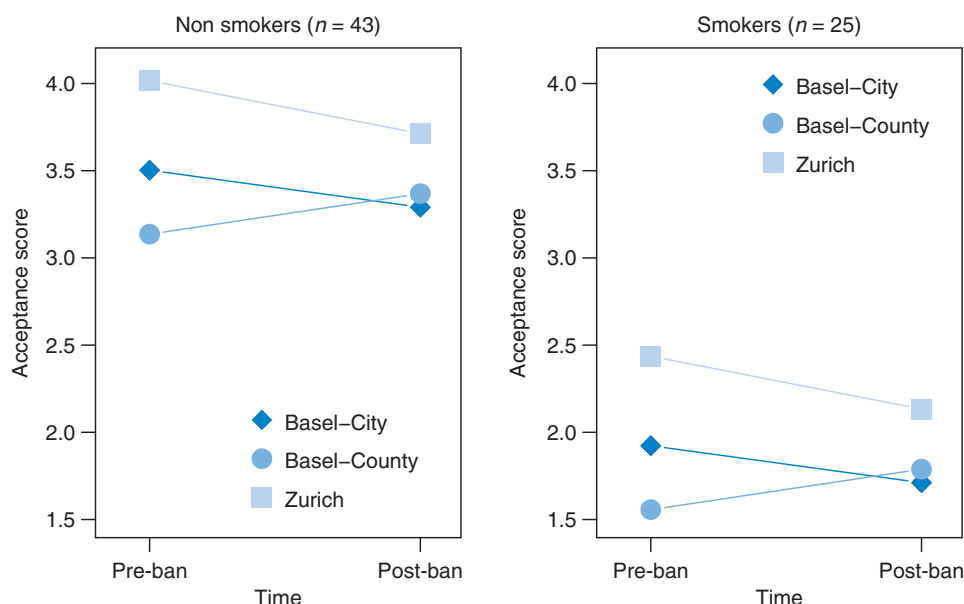 Non smokers (n = 43)
Acceptance score
4.0
3.5
3.0
2.5
2.0
1.5
Basel–City
Basel–County
Zurich
Pre-ban
Post-ban
Time
Smokers (n = 25)
Acceptance score
4.0
3.5
3.0
2.5
2.0
1.5
Basel–City
Basel–County
Zurich
Pre-ban
Post-ban
Time